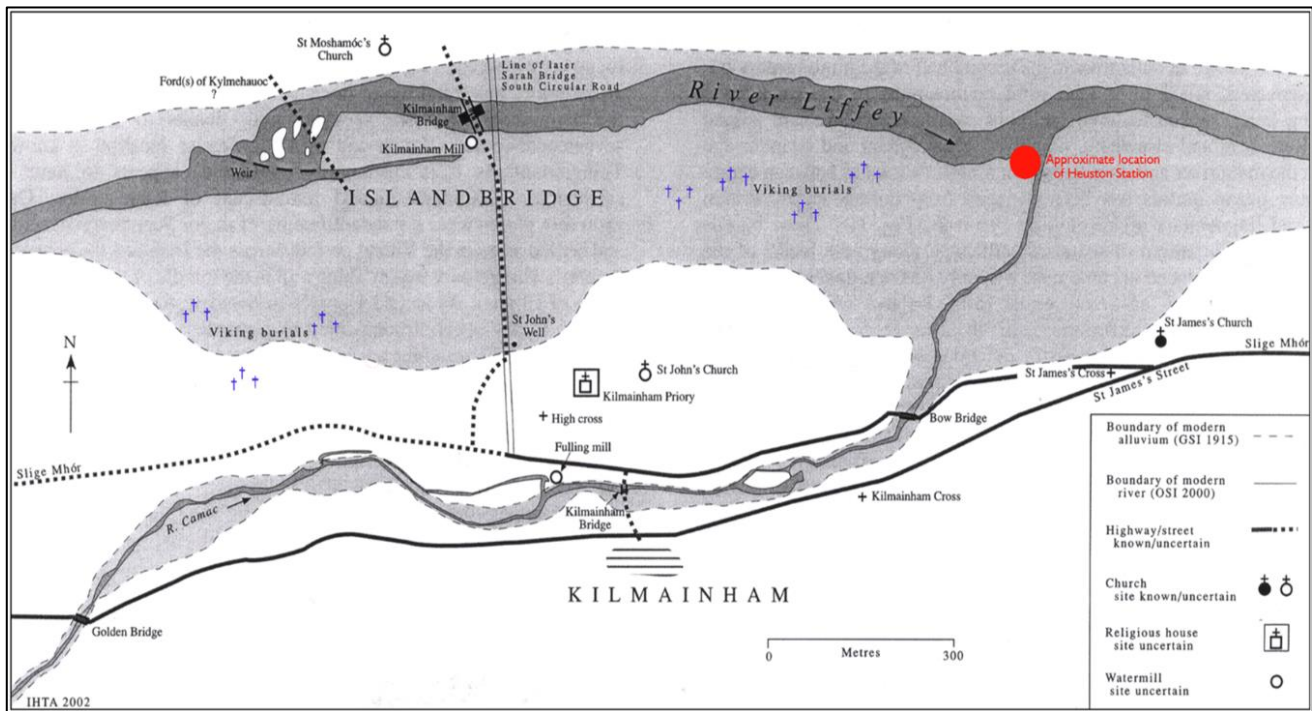 St Moshamóc's
Church
Ford(s) of Kylmehauoc
?
Line of later
Sarah Bridge
South Circular Road
Kilmainham
Bridge
Kilmainham Mill
River Liffey
Approximate location
of Heuston Station
Weir
ISLANDBRIDGE
Viking burials
Viking burials
St John's
Well
N
St James's Church
Slige Mhór
St James's Cross
St James's Street
St John's Church
Kilmainham Priory
High cross
Bow Bridge
Slige Mhór
Fulling mill
R. Camac
Kilmainham
Bridge
Kilmainham Cross
KILMAINHAM
Golden Bridge
0
Metres
300
IHTA 2002
Boundary of modern
alluvium (GSI 1915)
Boundary of modern
river (OSI 2000)
Highway/street
known/uncertain
Church
site known/uncertain
Religious house
site uncertain
Watermill
site uncertain